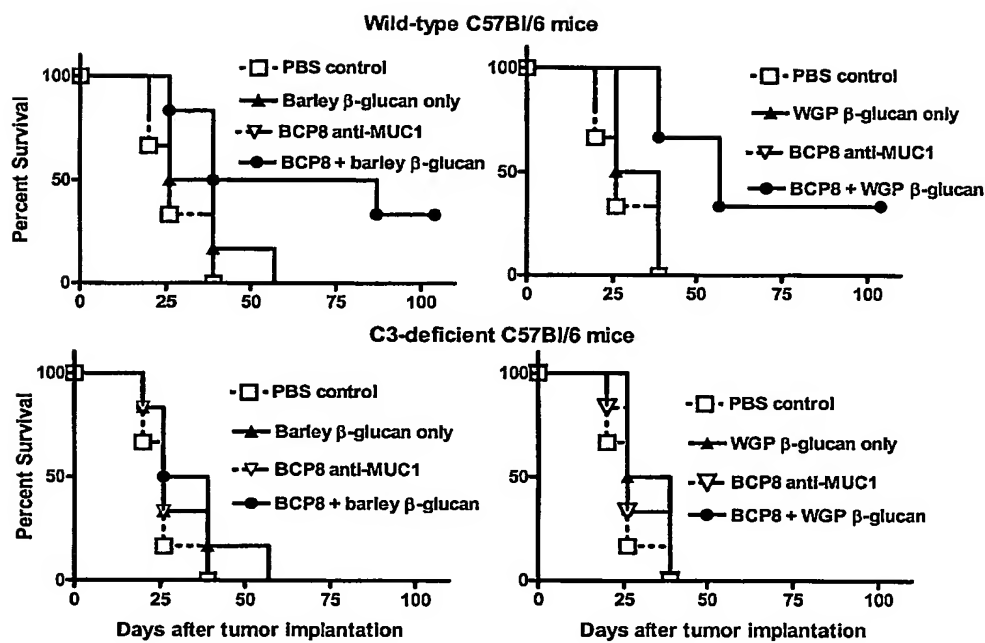 Wild-type C57Bl/6 mice
Percent Survival
100
50
0
0
25
50
75
100
PBS control
Barley β-glucan only
BCP8 anti-MUC1
BCP8 + barley β-glucan
100
50
0
0
25
50
75
100
PBS control
WGP β-glucan only
BCP8 anti-MUC1
BCP8 + WGP β-glucan
C3-deficient C57Bl/6 mice
Percent Survival
100
50
0
0
25
50
75
100
PBS control
Barley β-glucan only
BCP8 anti-MUC1
BCP8 + barley β-glucan
Days after tumor implantation
100
50
0
0
25
50
75
100
PBS control
WGP β-glucan only
BCP8 anti-MUC1
BCP8 + WGP β-glucan
Days after tumor implantation